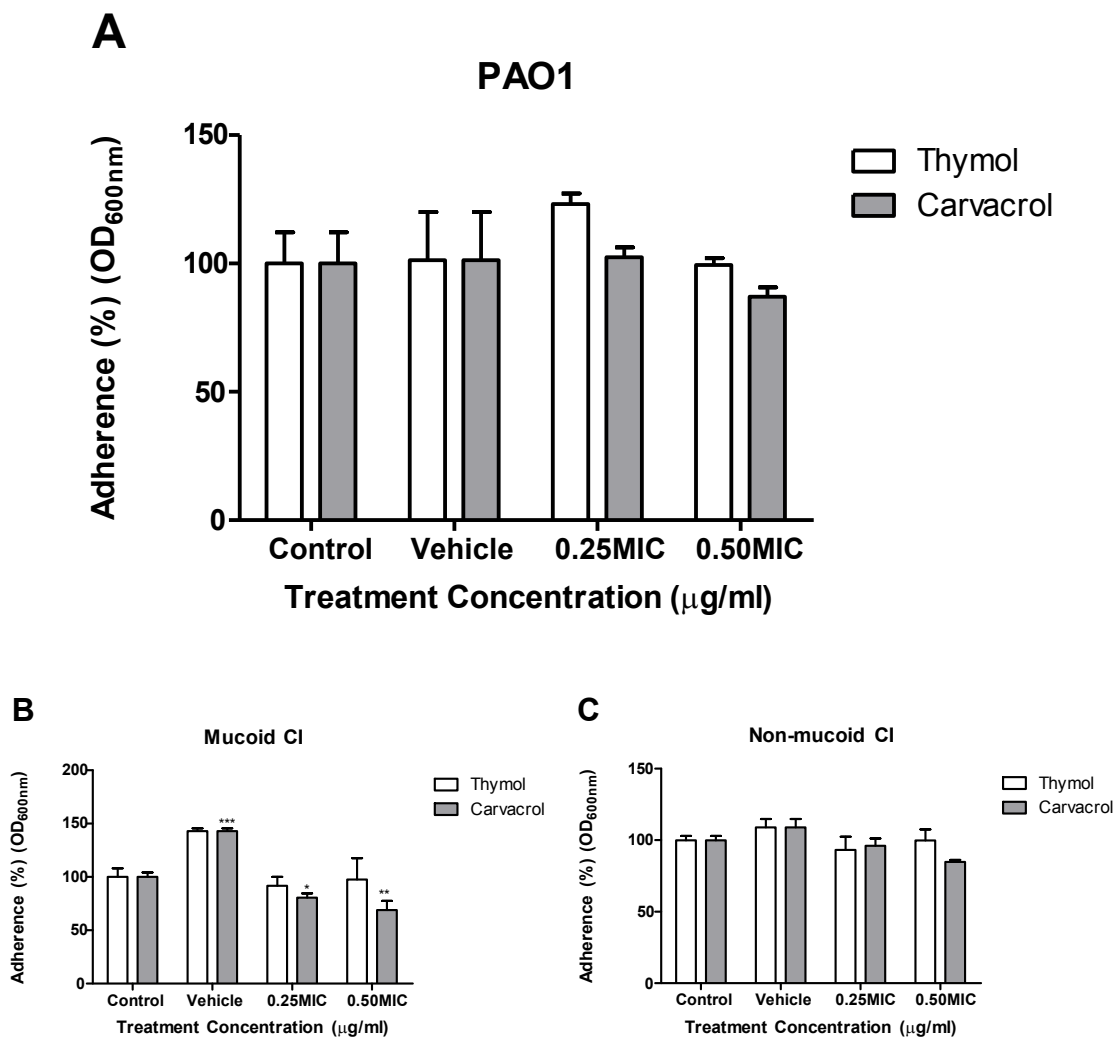 A
PAO1
Adherence (%) (OD600nm)
150
100
50
0
Thymol
Carvacrol
Control Vehicle 0.25MIC 0.50MIC
Treatment Concentration (μg/ml)
B
Mucoid CI
Adherence (%) (OD600nm)
200
150
100
50
0
***
*
**
Thymol
Carvacrol
Control Vehicle 0.25MIC 0.50MIC
Treatment Concentration (μg/ml)
C
Non-mucoid CI
Adherence (%) (OD600nm)
150
100
50
0
Thymol
Carvacrol
Control Vehicle 0.25MIC 0.50MIC
Treatment Concentration (μg/ml)